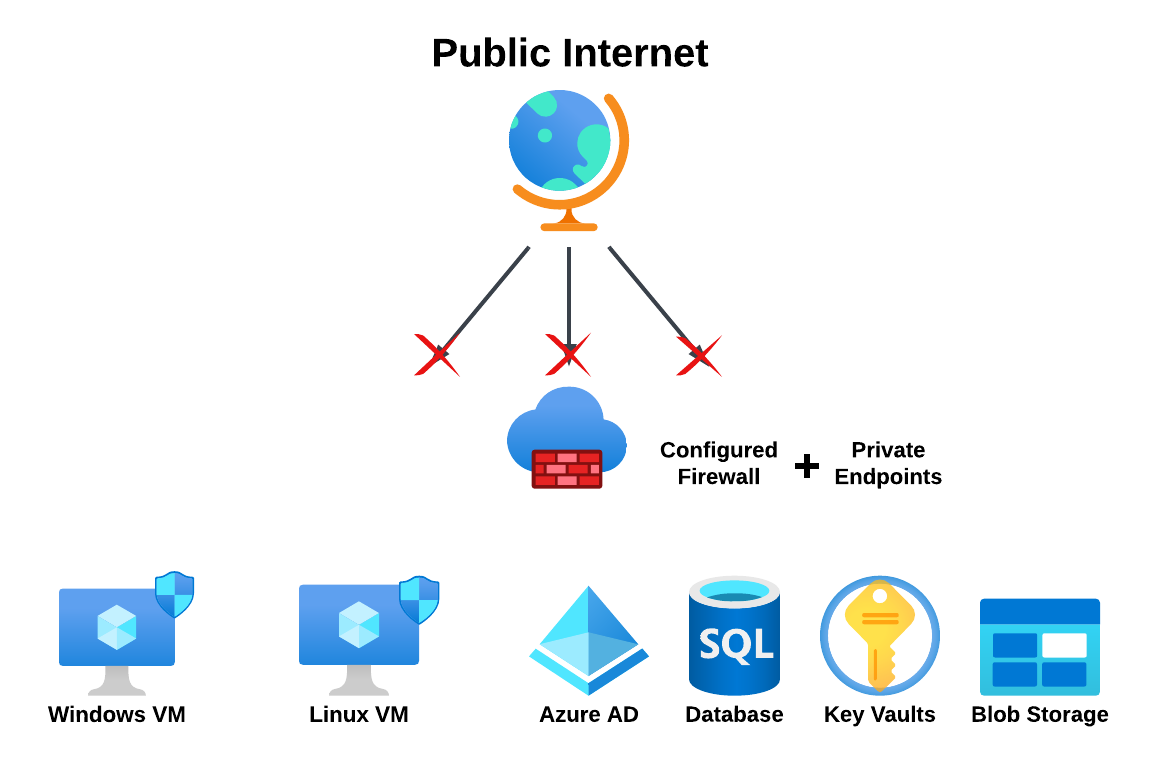 Public Internet
Configured
Firewall
+
Private
Endpoints
SQL
Windows VM
Linux VM
Azure AD
Database
Key Vaults
Blob Storage